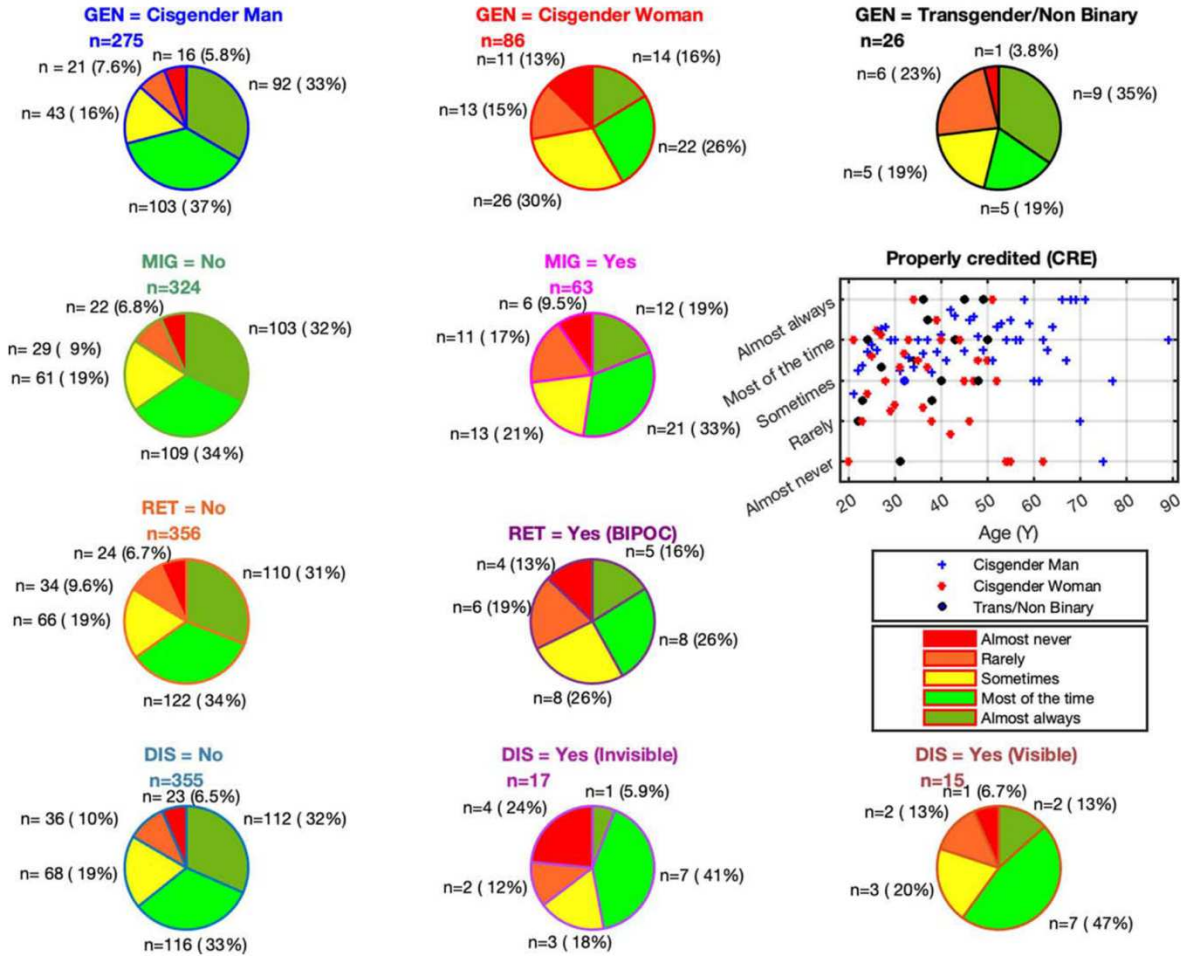 GEN = Cisgender Man
n=275
n= 16 (5.8%)
n = 21 (7.6%)
n= 92 (33%)
n= 43 (16%)
n=103 ( 37%)
GEN = Cisgender Woman
n=86
n=11 (13%)
n=14 (16%)
n=13 (15%)
n=22 (26%)
n=26 (30%)
GEN = Transgender/Non Binary
n=26
n=1 (3.8%)
n=6 ( 23%)
n=9 ( 35%)
n=5 ( 19%)
n=5 ( 19%)
MIG = No
n=324
n= 22 (6.8%)
n=103 ( 32%)
n= 29 (  9%)
n= 61 ( 19%)
n=109 ( 34%)
MIG = Yes
n=63
n= 6 (9.5%)
n=12 ( 19%)
n=11 ( 17%)
n=21 ( 33%)
n=13 ( 21%)
Properly credited (CRE)
Almost always
Most of the time
Sometimes
Rarely
Almost never
20 30 40 50 60 70 80 90
Age (Y)
Cisgender Man
Cisgender Woman
Trans/Non Binary
Almost never
Rarely
Sometimes
Most of the time
Almost always
RET = No
n=356
n= 24 (6.7%)
n=110 ( 31%)
n= 34 (9.6%)
n= 66 ( 19%)
n=122 ( 34%)
RET = Yes (BIPOC)
n=5 (16%)
n=4 (13%)
n=6 (19%)
n=8 (26%)
n=8 (26%)
DIS = No
n=355
n= 23 (6.5%)
n= 36 ( 10%)
n=112 ( 32%)
n= 68 ( 19%)
n=116 ( 33%)
DIS = Yes (Invisible)
n=17
n=1 (5.9%)
n=4 ( 24%)
n=7 ( 41%)
n=2 ( 12%)
n=3 ( 18%)
DIS = Yes (Visible)
n=15
n=1 (6.7%)
n=2 ( 13%)
n=2 ( 13%)
n=3 ( 20%)
n=7 ( 47%)